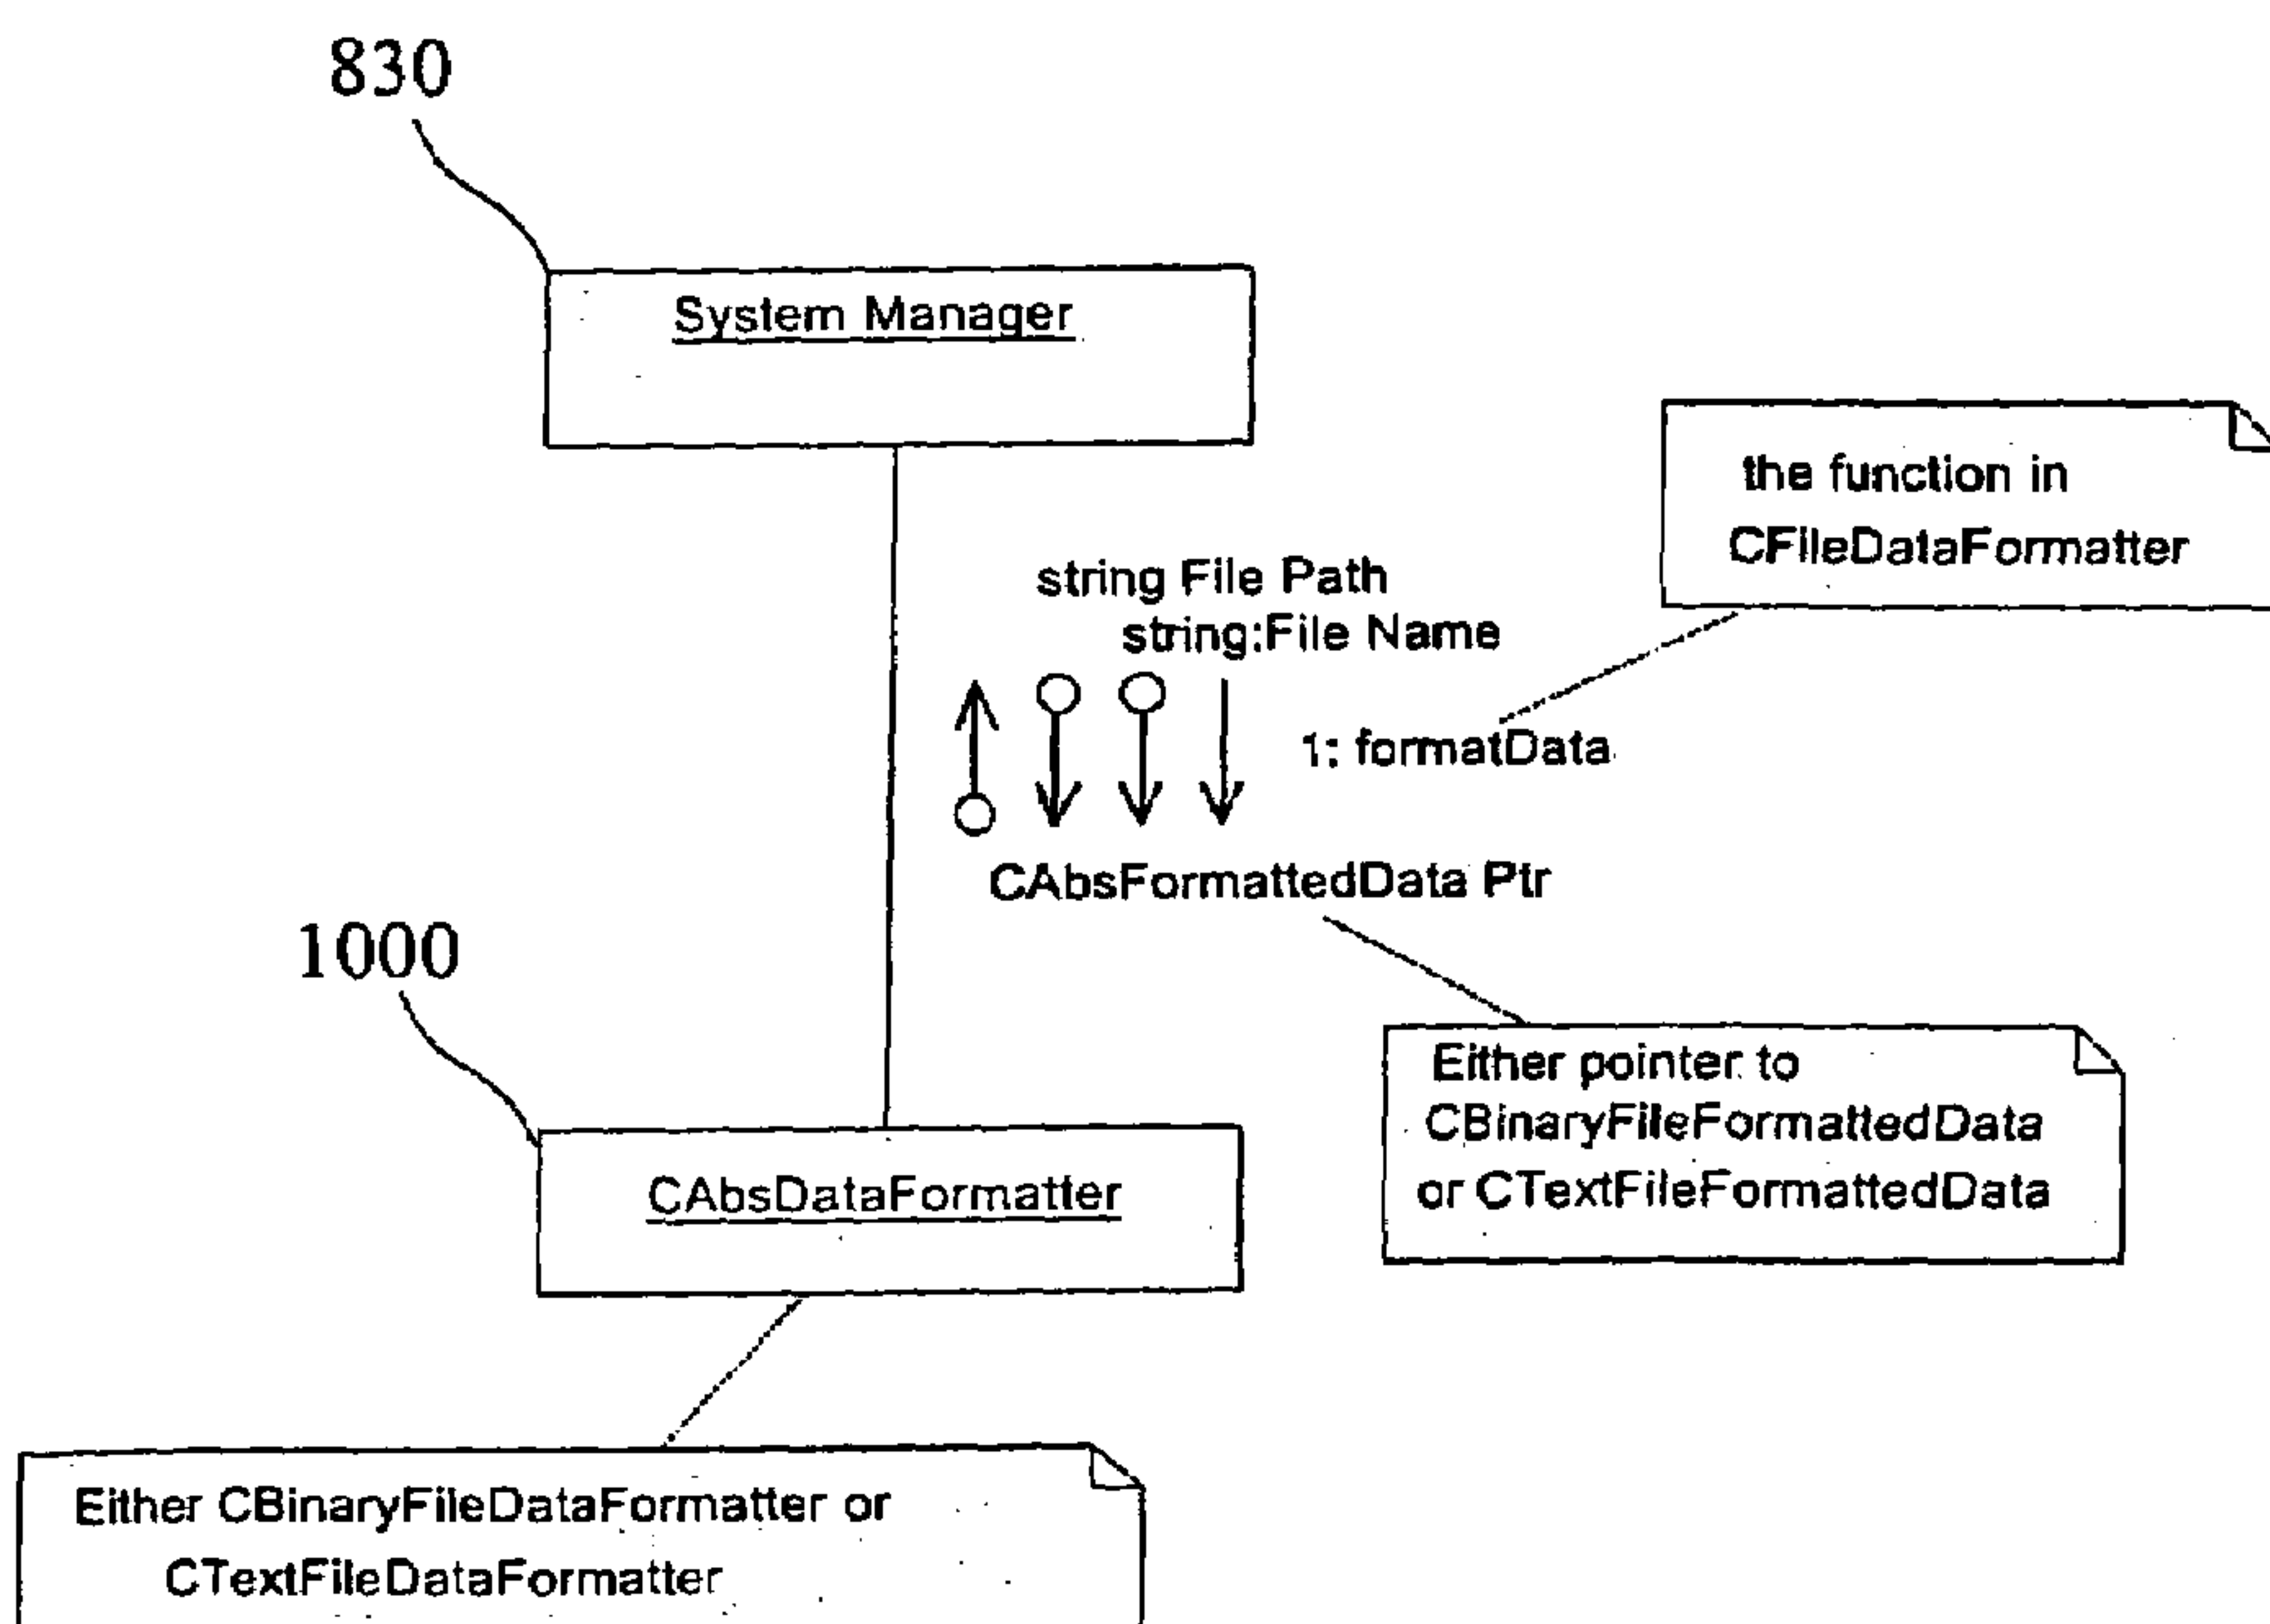 830
System Manager
the function in
CFileDataFormatter
string File Path
string:File Name
1: formatData
CAbsFormattedData Ptr
1000
Either pointer to
CBinaryFileFormattedData
or CTextFileFormattedData
CAbsDataFormatter
Either CBinaryFileDataFormatter or
CTextFileDataFormatter